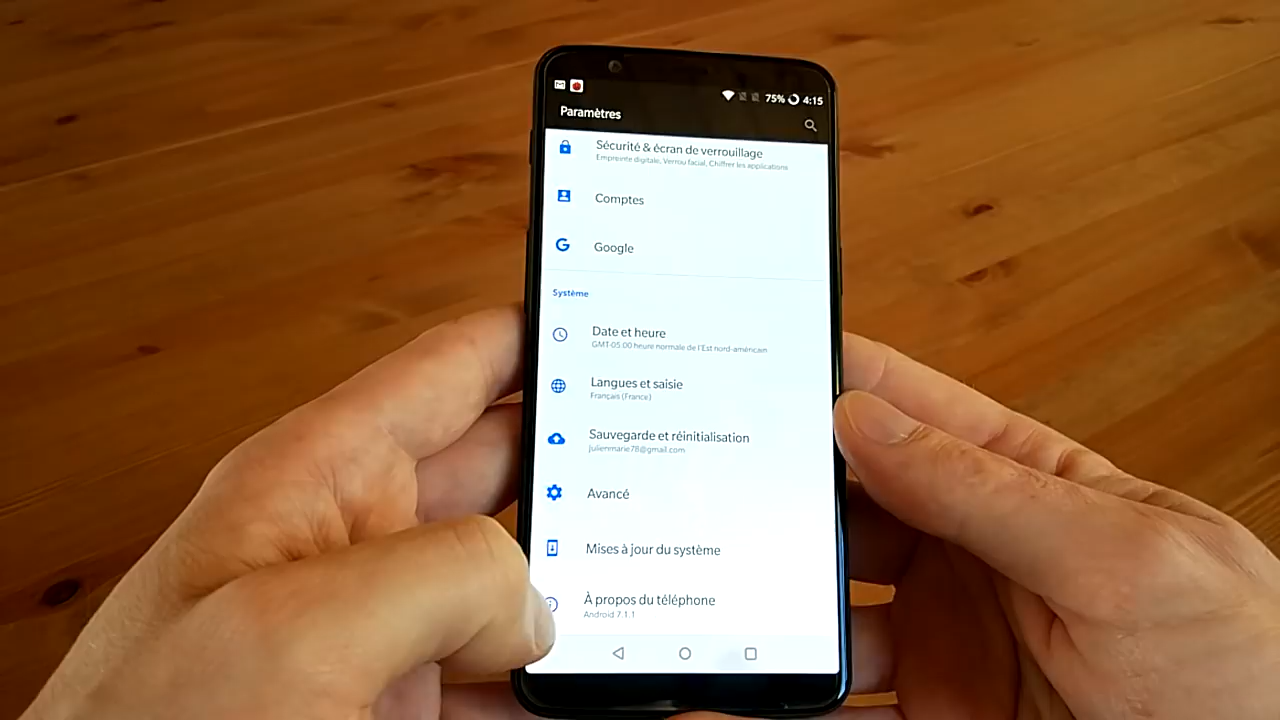 75% 4:15
Paramètres
Sécurité & écran de verrouillage
Empreinte digitale, Verrou facial, Chiffrer les applications
Comptes
Google
Système
Date et heure
GMT-05:00 heure normale de l'Est nord-américain
Langues et saisie
Français (France)
Sauvegarde et réinitialisation
julienmarie78@gmail.com
Avancé
Mises à jour du système
À propos du téléphone
Android 7.1.1